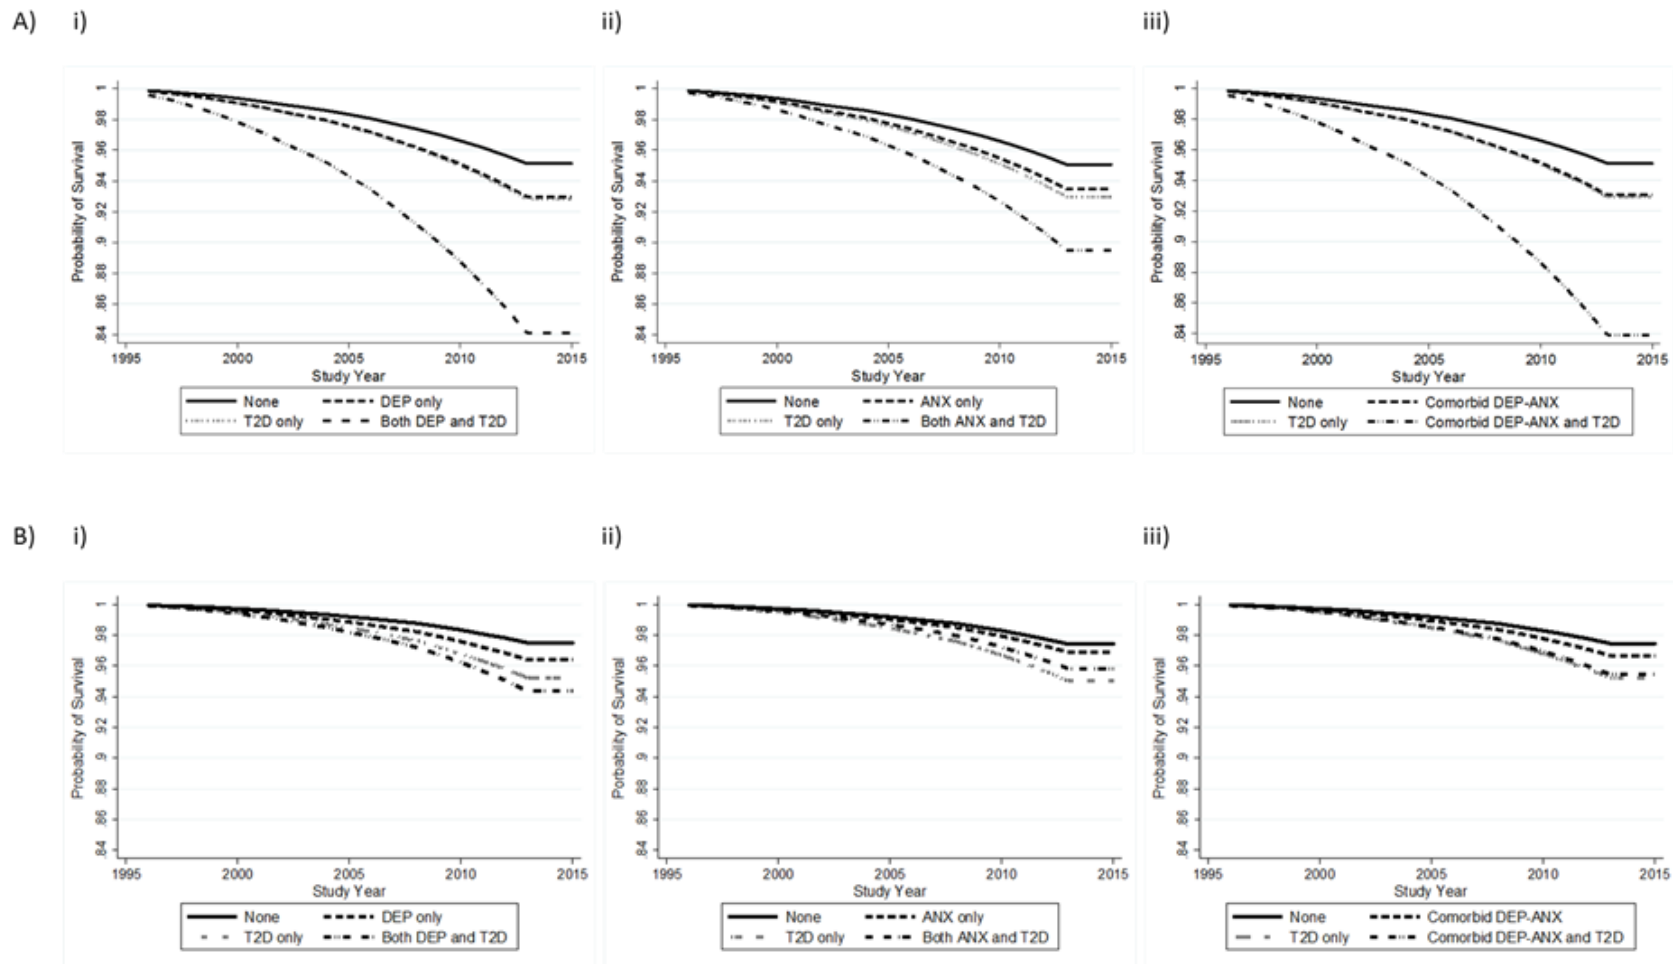 A) i) ii) iii)
Probability of Survival
1
.98
.96
.94
.92
.9
.88
.86
.84
1995 2000 2005 2010 2015
Study Year
None DEP only
T2D only Both DEP and T2D
Probability of Survival
1
.98
.96
.94
.92
.9
.88
.86
.84
1995 2000 2005 2010 2015
Study Year
None ANX only
T2D only Both ANX and T2D
Probability of Survival
1
.98
.96
.94
.92
.9
.88
.86
.84
1995 2000 2005 2010 2015
Study Year
None Comorbid DEP-ANX
T2D only Comorbid DEP-ANX and T2D
B) i) ii) iii)
Probability of Survival
1
.98
.96
.94
.92
.9
.88
.86
.84
1995 2000 2005 2010 2015
Study Year
None DEP only
T2D only Both DEP and T2D
Porbability of Survival
1
.98
.96
.94
.92
.9
.88
.86
.84
1995 2000 2005 2010 2015
Study Year
None ANX only
T2D only Both ANX and T2D
Probability of Survival
1
.98
.96
.94
.92
.9
.88
.86
.84
1995 2000 2005 2010 2015
Study Year
None Comorbid DEP-ANX
T2D only Comorbid DEP-ANX and T2D